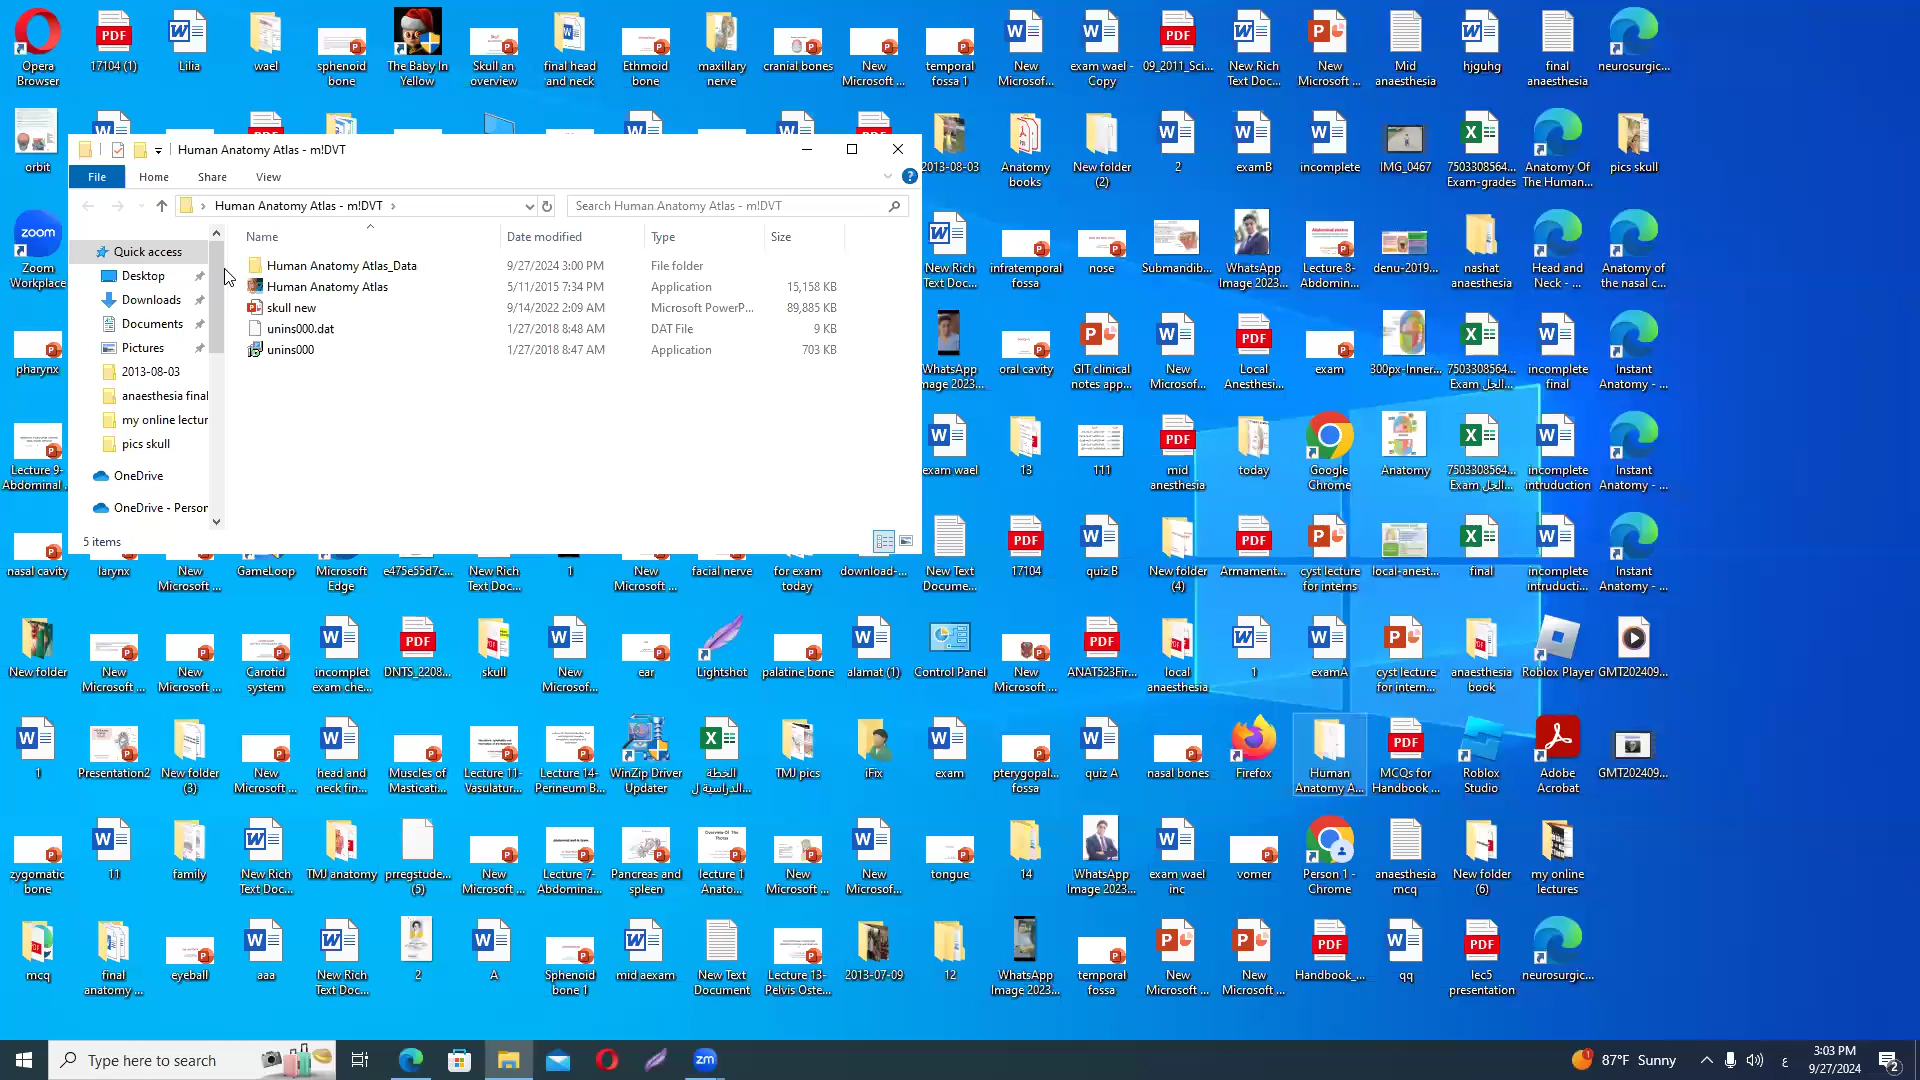 Opera Browser
17104 (1)
Lilia
wael
sphenoid bone
The Baby In Yellow
Skull an overview
final head and neck
Ethmoid bone
maxillary nerve
cranial bones
New Microsoft ...
temporal fossa 1
New Microsof...
exam wael - Copy
09_2011_Sci...
New Rich Text Doc...
New Microsoft ...
Mid anaesthesia
hjguhg
final anaesthesia
neurosurgic...
orbit
2013-08-03
Anatomy books
New folder (2)
2
examB
incomplete
IMG_0467
7503308564... Exam-grades
Anatomy Of The Human...
pics skull
Human Anatomy Atlas - m!DVT
File
Home
Share
View
Human Anatomy Atlas - m!DVT
Search Human Anatomy Atlas - m!DVT
Name
Date modified
Type
Size
Quick access
Desktop
Downloads
Documents
Pictures
2013-08-03
anaesthesia final
my online lectur
pics skull
OneDrive
OneDrive - Person
Human Anatomy Atlas_Data 9/27/2024 3:00 PM File folder
Human Anatomy Atlas 5/11/2015 7:34 PM Application 15,158 KB
skull new 9/14/2022 2:09 AM Microsoft PowerP... 89,885 KB
unins000.dat 1/27/2018 8:48 AM DAT File 9 KB
unins000 1/27/2018 8:47 AM Application 703 KB
5 items
zoom
Zoom Workplace
New Rich Text Doc...
infratemporal fossa
nose
Submandib...
WhatsApp Image 2023...
Lecture 8- Abdomin...
denu-2019...
nashat anaesthesia
Head and Neck - ...
Anatomy of the nasal c...
pharynx
WhatsApp Image 2023...
oral cavity
GIT clinical notes app...
New Microsof...
Local Anesthesi...
exam
300px-Inner...
7503308564... Exam الجل...
incomplete final
Instant Anatomy - ...
Lecture 9- Abdominal ...
exam wael
13
111
mid anesthesia
today
Google Chrome
Anatomy
7503308564... Exam الجل...
incomplete intruduction
Instant Anatomy - ...
nasal cavity
larynx
New Microsoft ...
GameLoop
Microsoft Edge
e475e55d7c...
New Rich Text Doc...
1
New Microsoft ...
facial nerve
for exam today
download-...
New Text Docume...
17104
quiz B
New folder (4)
Armament...
cyst lecture for interns
local-anest...
final
incomplete intruducti...
Instant Anatomy - ...
New folder
New Microsoft ...
New Microsoft ...
Carotid system
incomplet exam che...
DNTS_2208...
skull
New Microsof...
ear
Lightshot
palatine bone
alamat (1)
Control Panel
New Microsoft ...
ANAT523Fir...
local anaesthesia
1
examA
cyst lecture for intern...
anaesthesia book
Roblox Player
GMT202409...
1
Presentation2
New folder (3)
New Microsoft ...
head and neck fin...
Muscles of Masticati...
Lecture 11- Vasulatur...
Lecture 14- Perineum B...
WinZip Driver Updater
الخطة الدراسية ل...
TMJ pics
iFix
exam
pterygopal... fossa
quiz A
nasal bones
Firefox
Human Anatomy A...
MCQs for Handbook ...
Roblox Studio
Adobe Acrobat
GMT202409...
zygomatic bone
11
family
New Rich Text Doc...
TMJ anatomy
prregstude... (5)
New Microsoft ...
Lecture 7- Abdomina...
Pancreas and spleen
lecture 1 Anato...
New Microsoft ...
New Microsof...
tongue
14
WhatsApp Image 2023...
exam wael inc
vomer
Person 1 - Chrome
anaesthesia mcq
New folder (6)
my online lectures
mcq
final anatomy ...
eyeball
aaa
New Rich Text Doc...
2
A
Sphenoid bone 1
mid aexam
New Text Document
Lecture 13- Pelvis Oste...
2013-07-09
12
WhatsApp Image 2023...
temporal fossa
New Microsoft ...
New Microsoft ...
Handbook_...
qq
lec5 presentation
neurosurgic...
Type here to search
zm
87°F Sunny
ع
3:03 PM
9/27/2024
2